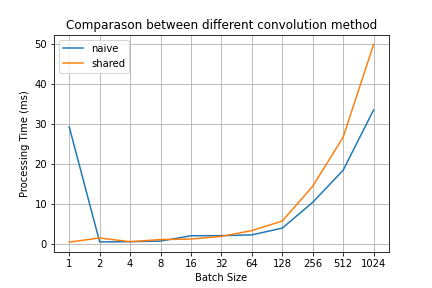 Comparason between different convolution method
naive
shared
Processing Time (ms)
50
40
30
20
10
0
1 2 4 8 16 32 64 128 256 512 1024
Batch Size